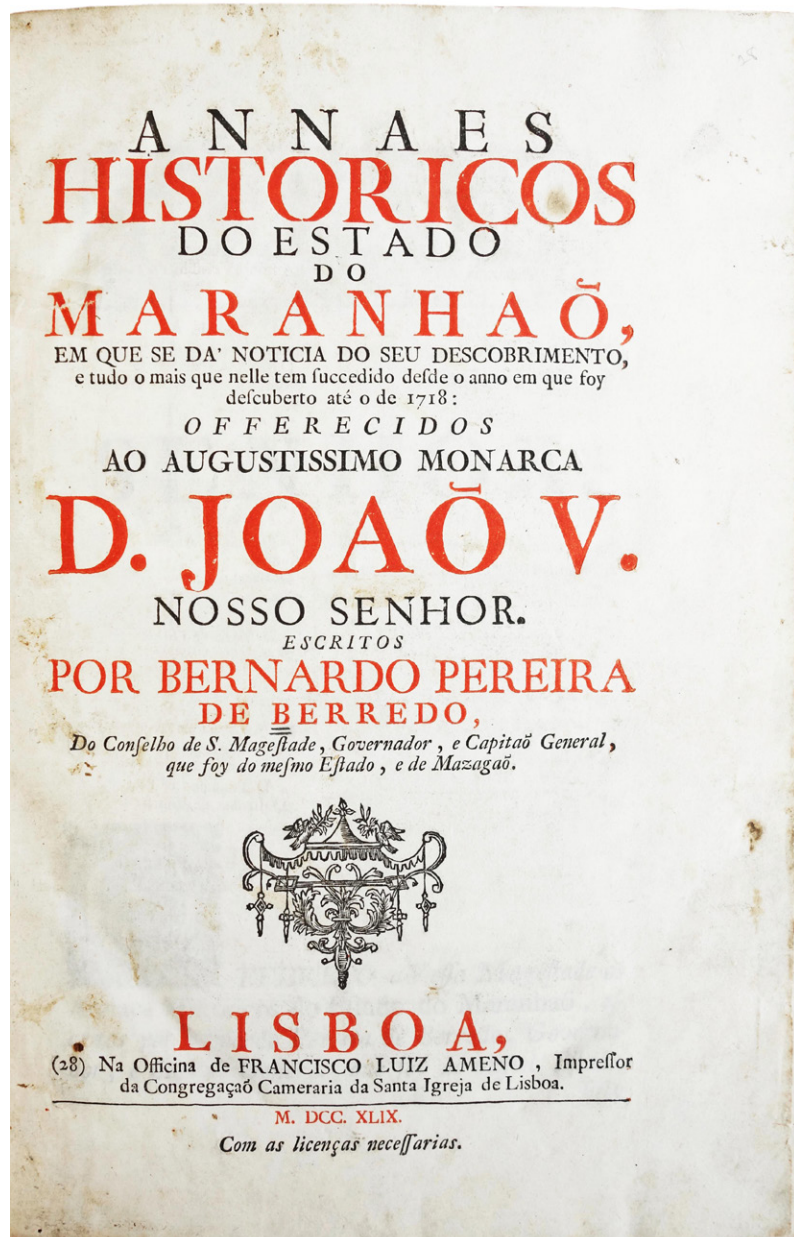 ANNAES
HISTORICOS
DO ESTADO
DO
MARANHAÕ,
EM QUE SE DA' NOTICIA DO SEU DESCOBRIMENTO,
e tudo o mais que nelle tem ſuccedido deſde o anno em que foy
deſcuberto até o de 1718:
OFFERECIDOS
AO AUGUSTISSIMO MONARCA
D. JOAÕ V.
NOSSO SENHOR.
ESCRITOS
POR BERNARDO PEREIRA
DE BERREDO,
Do Conſelho de S. Mageſtade, Governador, e Capitaõ General,
que foy do meſmo Eſtado, e de Mazagaõ.
LISBOA,
(28) Na Officina de FRANCISCO LUIZ AMENO, Impreſſor
da Congregaçaõ Cameraria da Santa Igreja de Lisboa.
M. DCC. XLIX.
Com as licenças neceſſarias.